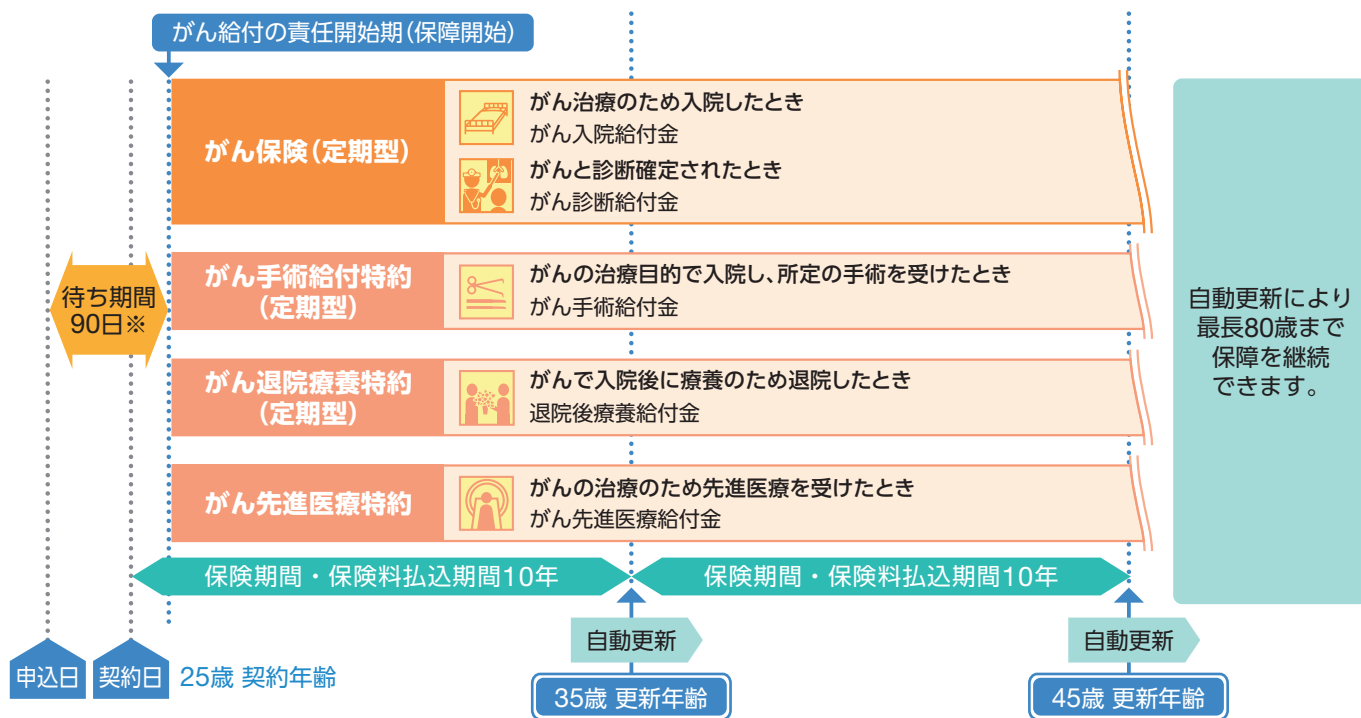 がん給付の責任開始期(保障開始)
がん保険(定期型)
がん治療のため入院したとき
がん入院給付金
がんと診断確定されたとき
がん診断給付金
待ち期間
90日※
がん手術給付特約
(定期型)
がんの治療目的で入院し、所定の手術を受けたとき
がん手術給付金
がん退院療養特約
(定期型)
がんで入院後に療養のため退院したとき
退院後療養給付金
がん先進医療特約
がんの治療のため先進医療を受けたとき
がん先進医療給付金
自動更新により
最長80歳まで
保障を継続
できます。
保険期間・保険料払込期間10年
保険期間・保険料払込期間10年
自動更新
自動更新
申込日
契約日
25歳 契約年齢
35歳 更新年齢
45歳 更新年齢